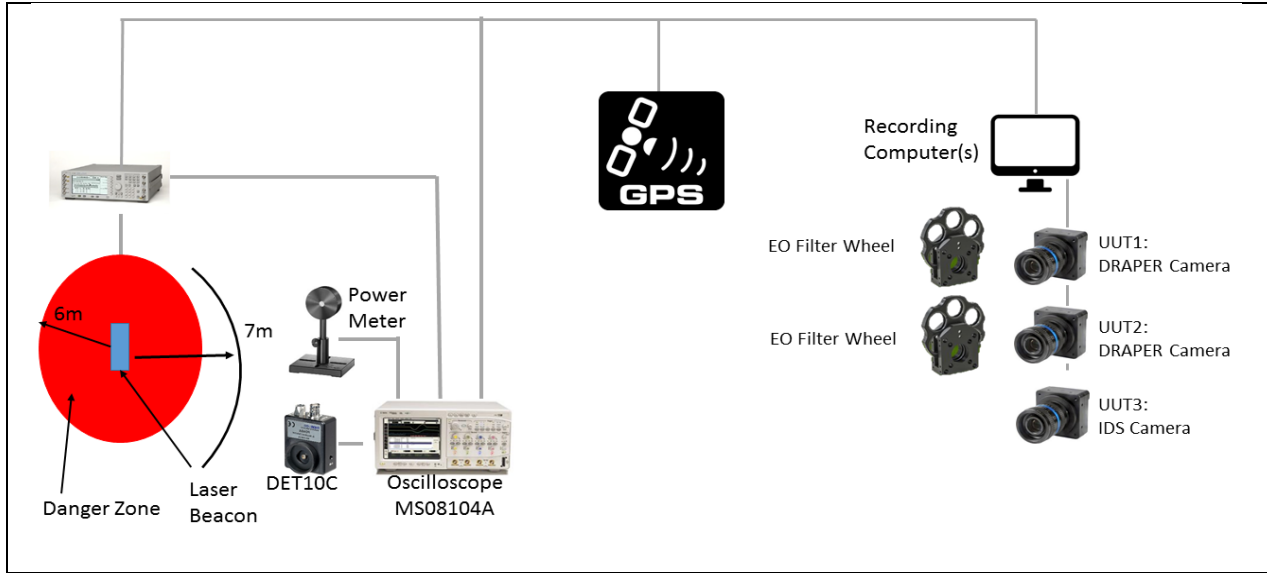 GPS
Recording
Computer(s)
EO Filter Wheel
UUT1:
DRAPER Camera
6m
7m
Power
Meter
EO Filter Wheel
UUT2:
DRAPER Camera
UUT3:
IDS Camera
DET10C
Oscilloscope
MS08104A
Laser
Beacon
Danger Zone